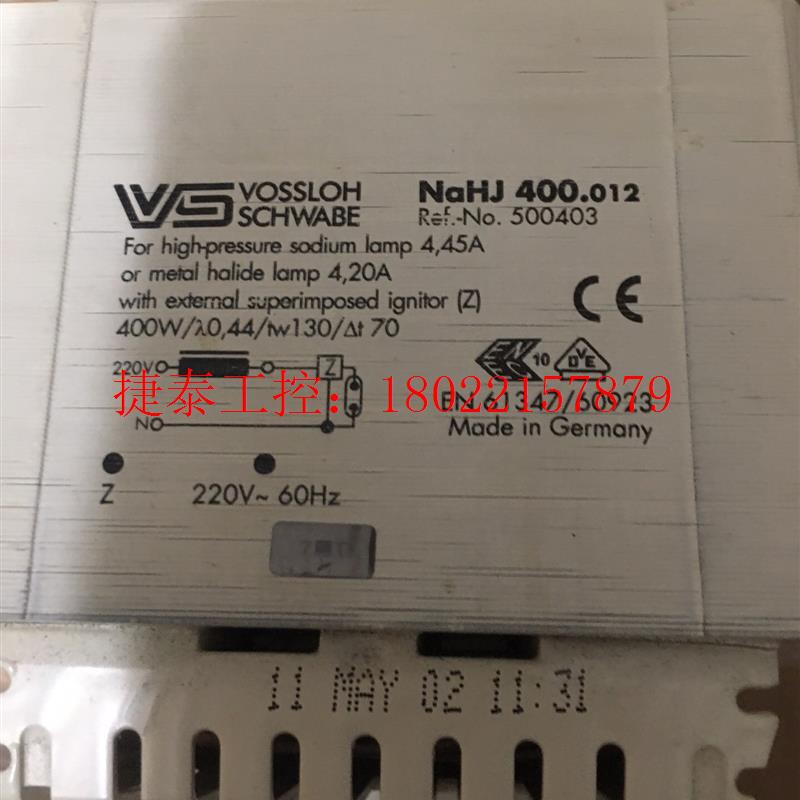 VS VOSSLOH SCHWABE
NaHJ 400.012
Ref.-No. 500403
For high-pressure sodium lamp 4,45A
or metal halide lamp 4,20A
with external superimposed ignitor (Z)
400W/λ0,44/tw130/Δt 70
CE
10
DVE
220V
Z
捷泰工控：18022157879
N
EN 61347/60923
Made in Germany
Z
220V~ 60Hz
11 MAY 02 11:31